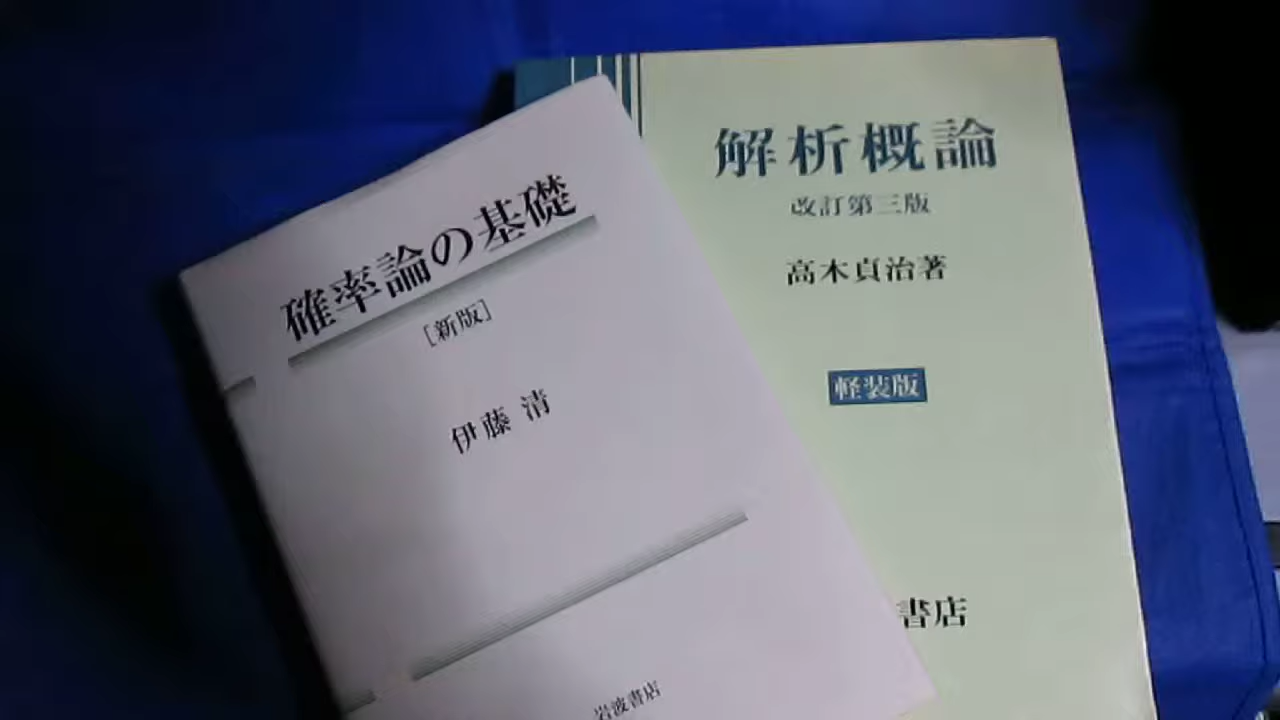 確率論の基礎
[新版]
伊藤 清
岩波書店
解析概論
改訂第三版
高木貞治著
軽装版
書店